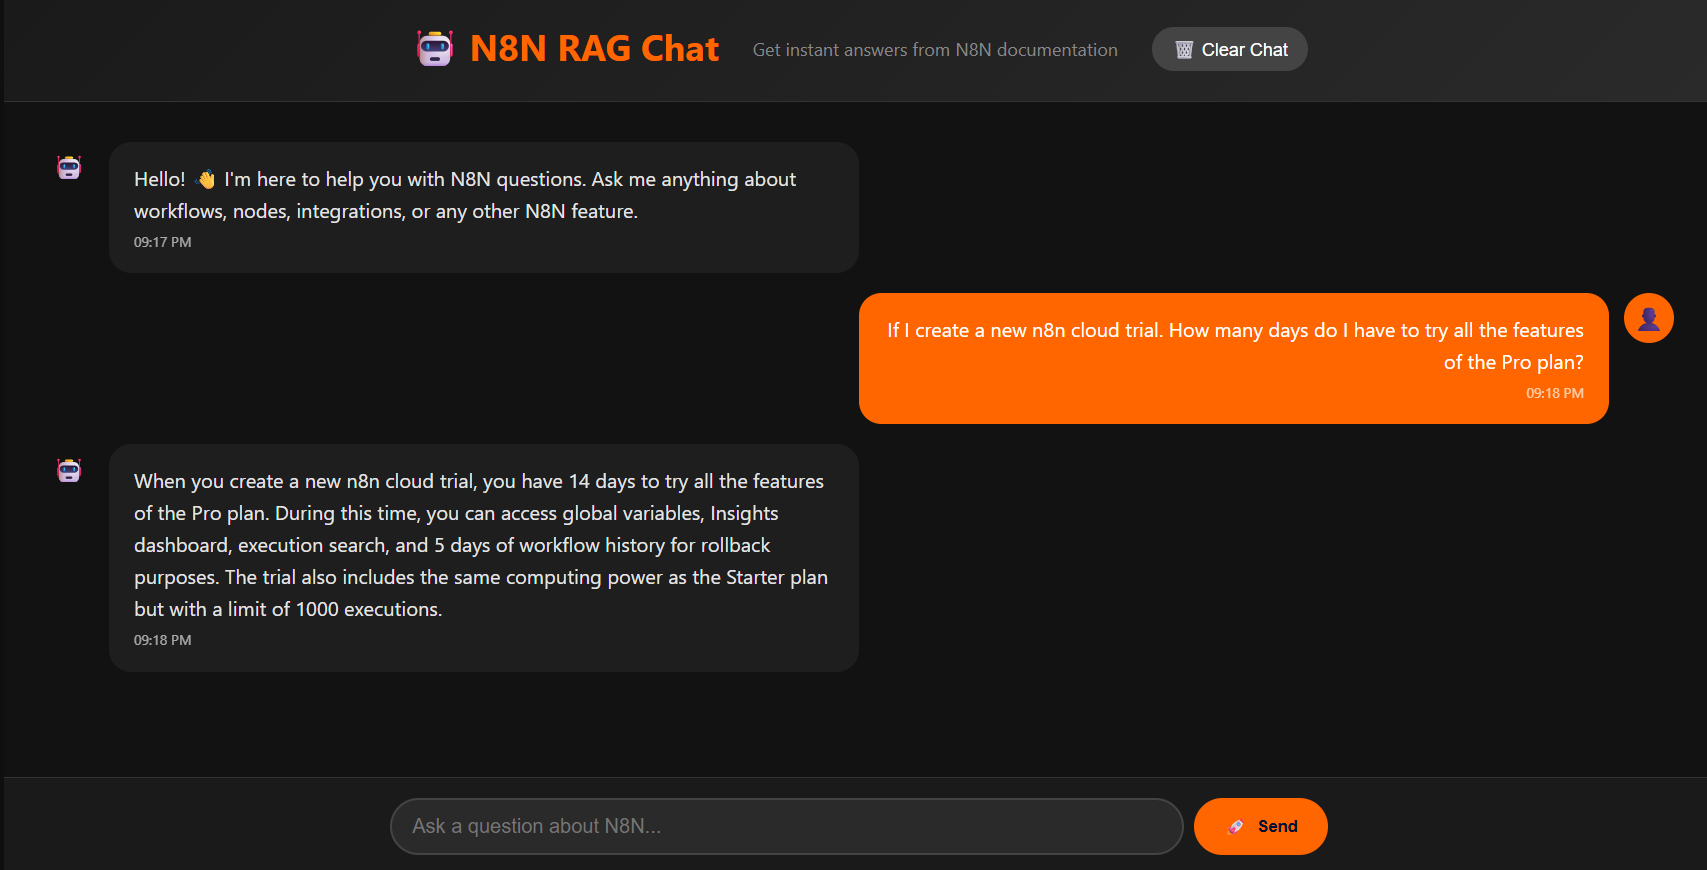 N8N RAG Chat
Get instant answers from N8N documentation
Clear Chat
Hello! 👋 I'm here to help you with N8N questions. Ask me anything about
workflows, nodes, integrations, or any other N8N feature.
09:17 PM
If I create a new n8n cloud trial. How many days do I have to try all the features
of the Pro plan?
09:18 PM
When you create a new n8n cloud trial, you have 14 days to try all the features
of the Pro plan. During this time, you can access global variables, Insights
dashboard, execution search, and 5 days of workflow history for rollback
purposes. The trial also includes the same computing power as the Starter plan
but with a limit of 1000 executions.
09:18 PM
Ask a question about N8N...
Send